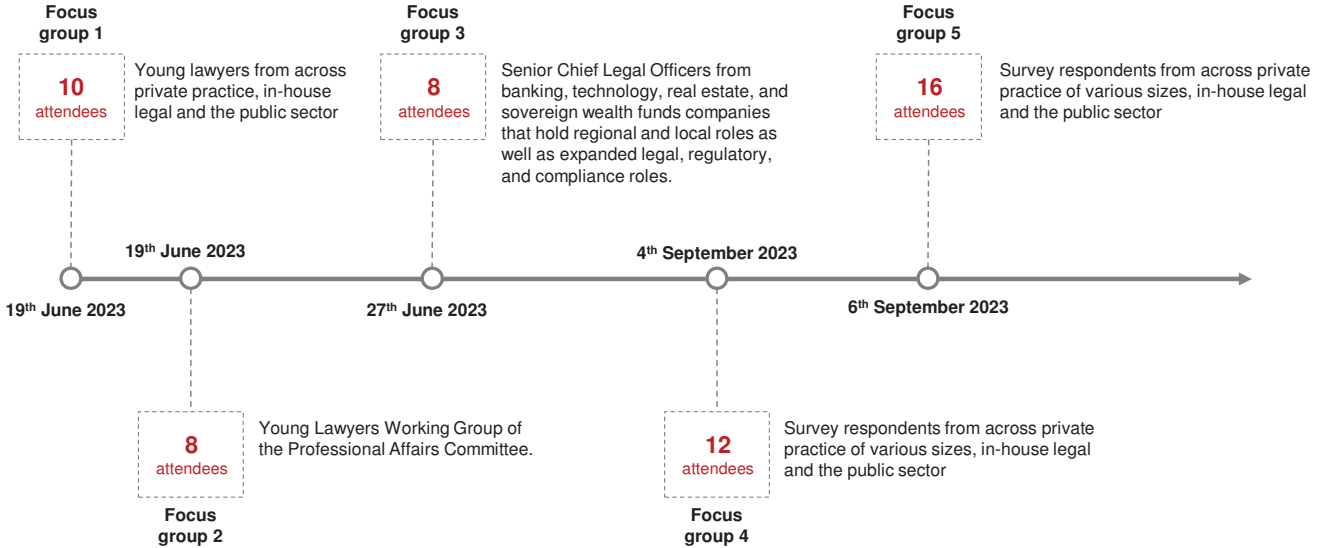 Focus
group 1
10
attendees
Young lawyers from across
private practice, in-house
legal and the public sector
Focus
group 3
8
attendees
Senior Chief Legal Officers from
banking, technology, real estate, and
sovereign wealth funds companies
that hold regional and local roles as
well as expanded legal, regulatory,
and compliance roles.
Focus
group 5
16
attendees
Survey respondents from across private
practice of various sizes, in-house legal
and the public sector
19th June 2023
19th June 2023
27th June 2023
4th September 2023
6th September 2023
8
attendees
Young Lawyers Working Group of
the Professional Affairs Committee.
Focus
group 2
12
attendees
Survey respondents from across private
practice of various sizes, in-house legal
and the public sector
Focus
group 4